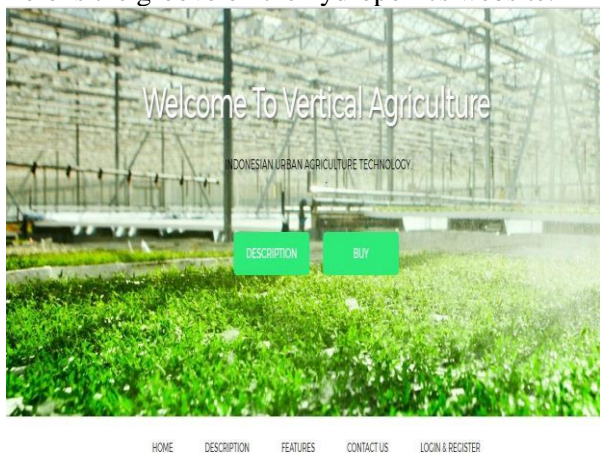 Welcome To Vertical Agriculture
INDONESIAN URBAN AGRICULTURE TECHNOLOGY.
DESCRIPTION BUY
HOME DESCRIPTION FEATURES CONTACT US LOGIN & REGISTER